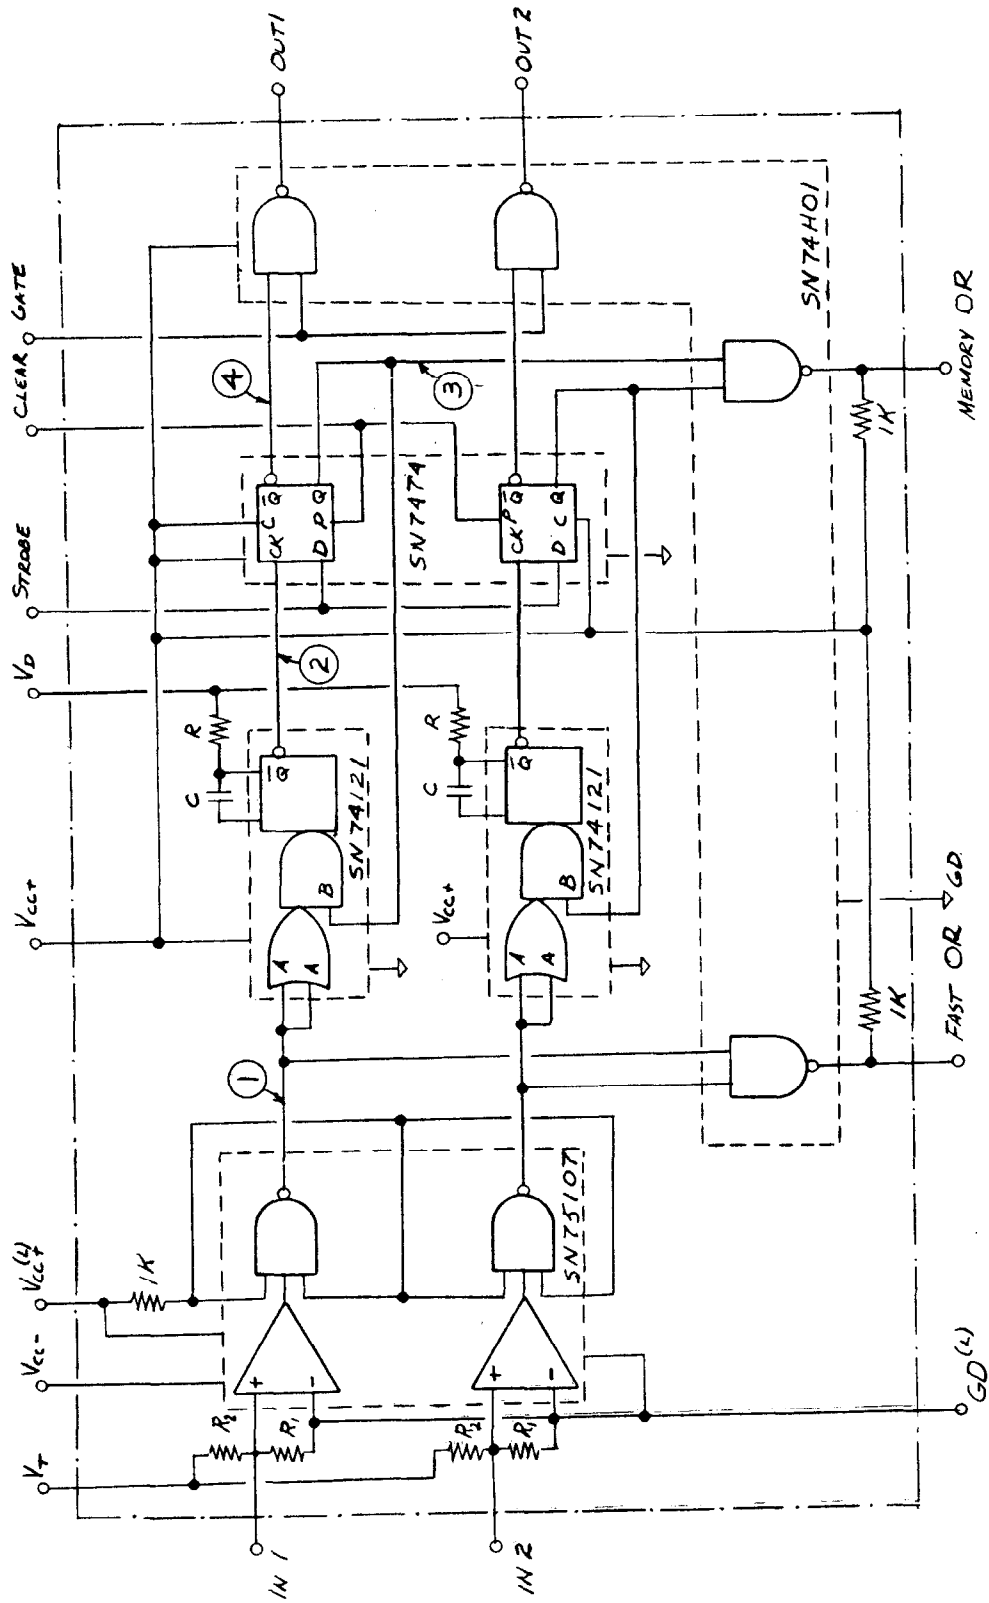 VT
VCC-
VCC+(L)
VCC+
VD
STROBE
CLEAR
GATE
1K
R2
R1
+
-
SN75107
R2
R1
+
-
IN 1
IN 2
1
A
A
B
Q
SN74121
C
R
VCC+
A
A
B
Q
SN74121
C
R
2
CK C Q
D P Q
SN7474
CK P Q
D C Q
4
3
OUT1
OUT 2
SN74H01
1K
1K
GD(L)
FAST OR
GD.
MEMORY OR